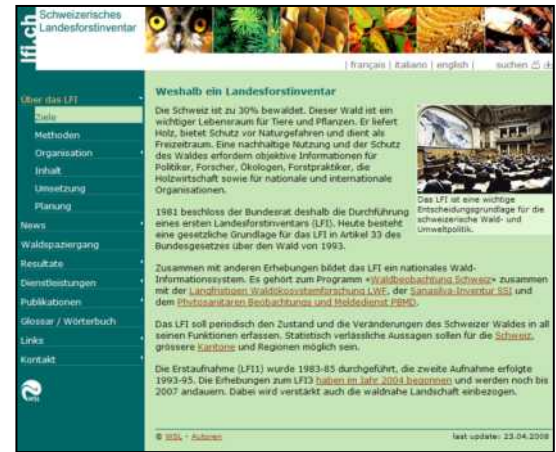 lfi.ch
Schweizerisches
Landesforstinventar
| français | italiano | english | suchen
Über das LFI
Ziele
Methoden
Organisation
Inhalt
Umsetzung
Planung
News
Waldspaziergang
Resultate
Dienstleistungen
Publikationen
Glossar / Wörterbuch
Links
Kontakt
Weshalb ein Landesforstinventar
Die Schweiz ist zu 30% bewaldet. Dieser Wald ist ein
wichtiger Lebensraum für Tiere und Pflanzen. Er liefert
Holz, bietet Schutz vor Naturgefahren und dient als
Freizeitraum. Eine nachhaltige Nutzung und der Schutz
des Waldes erfordern objektive Informationen für
Politiker, Forscher, Ökologen, Forstpraktiker, die
Holzwirtschaft sowie für nationale und internationale
Organisationen.
Das LFI ist eine wichtige
Entscheidungsgrundlage für die
schweizerische Wald- und
Umweltpolitik.
1981 beschloss der Bundesrat deshalb die Durchführung
eines ersten Landesforstinventars (LFI). Heute besteht
eine gesetzliche Grundlage für das LFI in Artikel 33 des
Bundesgesetzes über den Wald von 1993.
Zusammen mit anderen Erhebungen bildet das LFI ein nationales Wald-
Informationssystem. Es gehört zum Programm «Waldbeobachtung Schweiz» zusammen
mit der Langfristigen Waldökosystemforschung LWF, der Sanasilva-Inventur SSI und
dem Phytosanitären Beobachtungs und Meldedienst PBMD.
Das LFI soll periodisch den Zustand und die Veränderungen des Schweizer Waldes in all
seinen Funktionen erfassen. Statistisch verlässliche Aussagen sollen für die Schweiz,
grössere Kantone und Regionen möglich sein.
Die Erstaufnahme (LFI1) wurde 1983-85 durchgeführt, die zweite Aufnahme erfolgte
1993-95. Die Erhebungen zum LFI3 haben im Jahr 2004 begonnen und werden noch bis
2007 andauern. Dabei wird verstärkt auch die waldnahe Landschaft einbezogen.
© WSL - Autoren last update: 23.04.2008